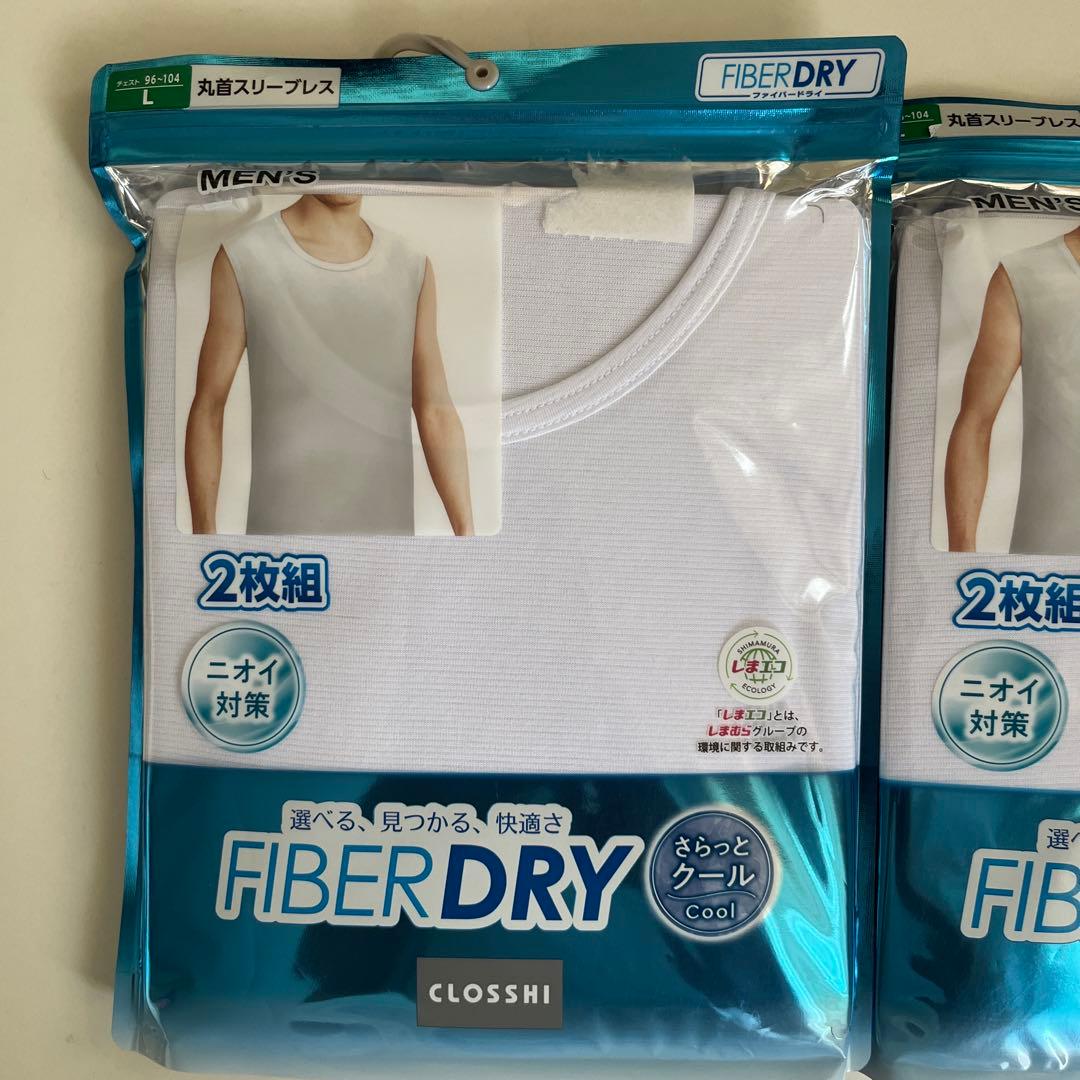 チェスト 96~104
L
丸首スリーブレス
FIBERDRY
ファイバードライ
MEN'S
2枚組
ニオイ
対策
SHIMAMURA
しまエコ
ECOLOGY
「しまエコ」とは、
しまむらグループの
環境に関する取組みです。
選べる、見つかる、快適さ
FIBER DRY
さらっと
クール
Cool
CLOSSHI
~104
丸首スリーブレス
MEN'S
2枚組
ニオイ
対策
選
FIB